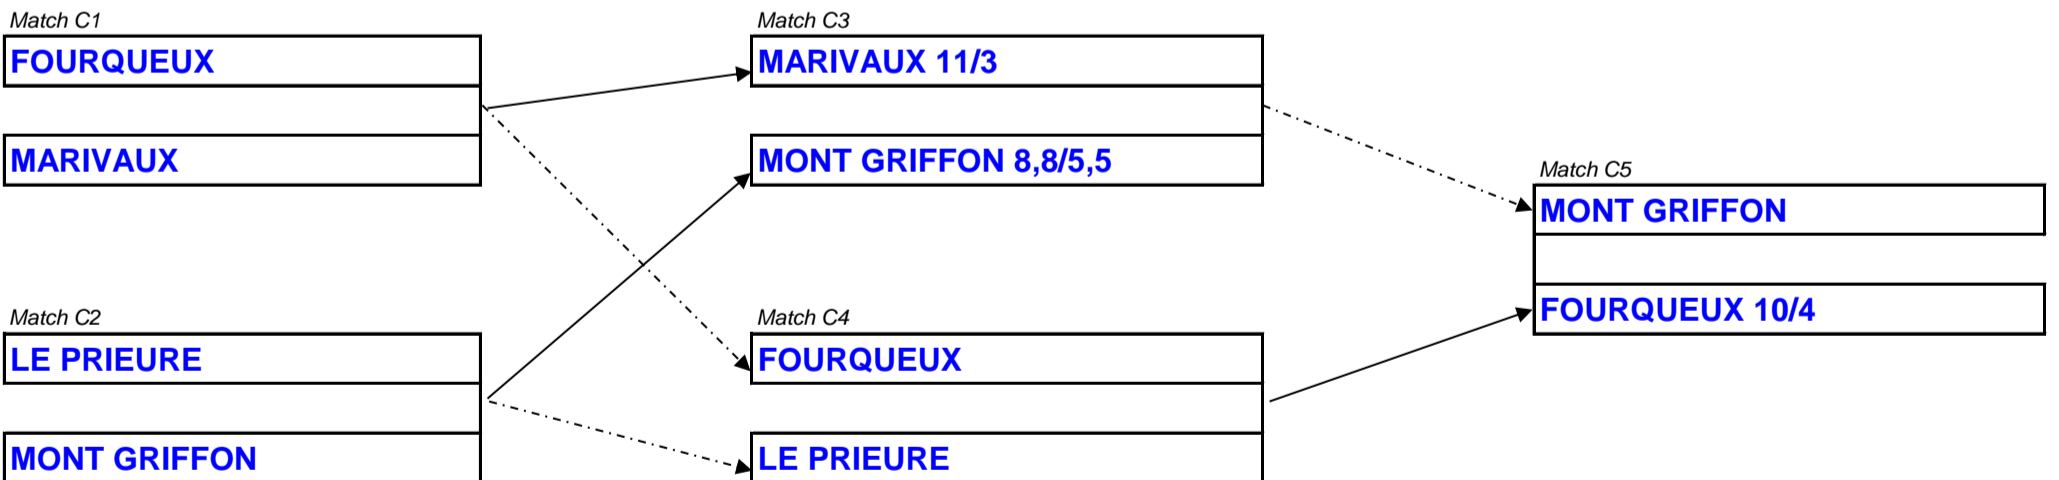 Match C1
FOURQUEUX
MARIVAUX
Match C2
LE PRIEURE
MONT GRIFFON
Match C3
MARIVAUX 11/3
MONT GRIFFON 8,8/5,5
Match C4
FOURQUEUX
LE PRIEURE
Match C5
MONT GRIFFON
FOURQUEUX 10/4